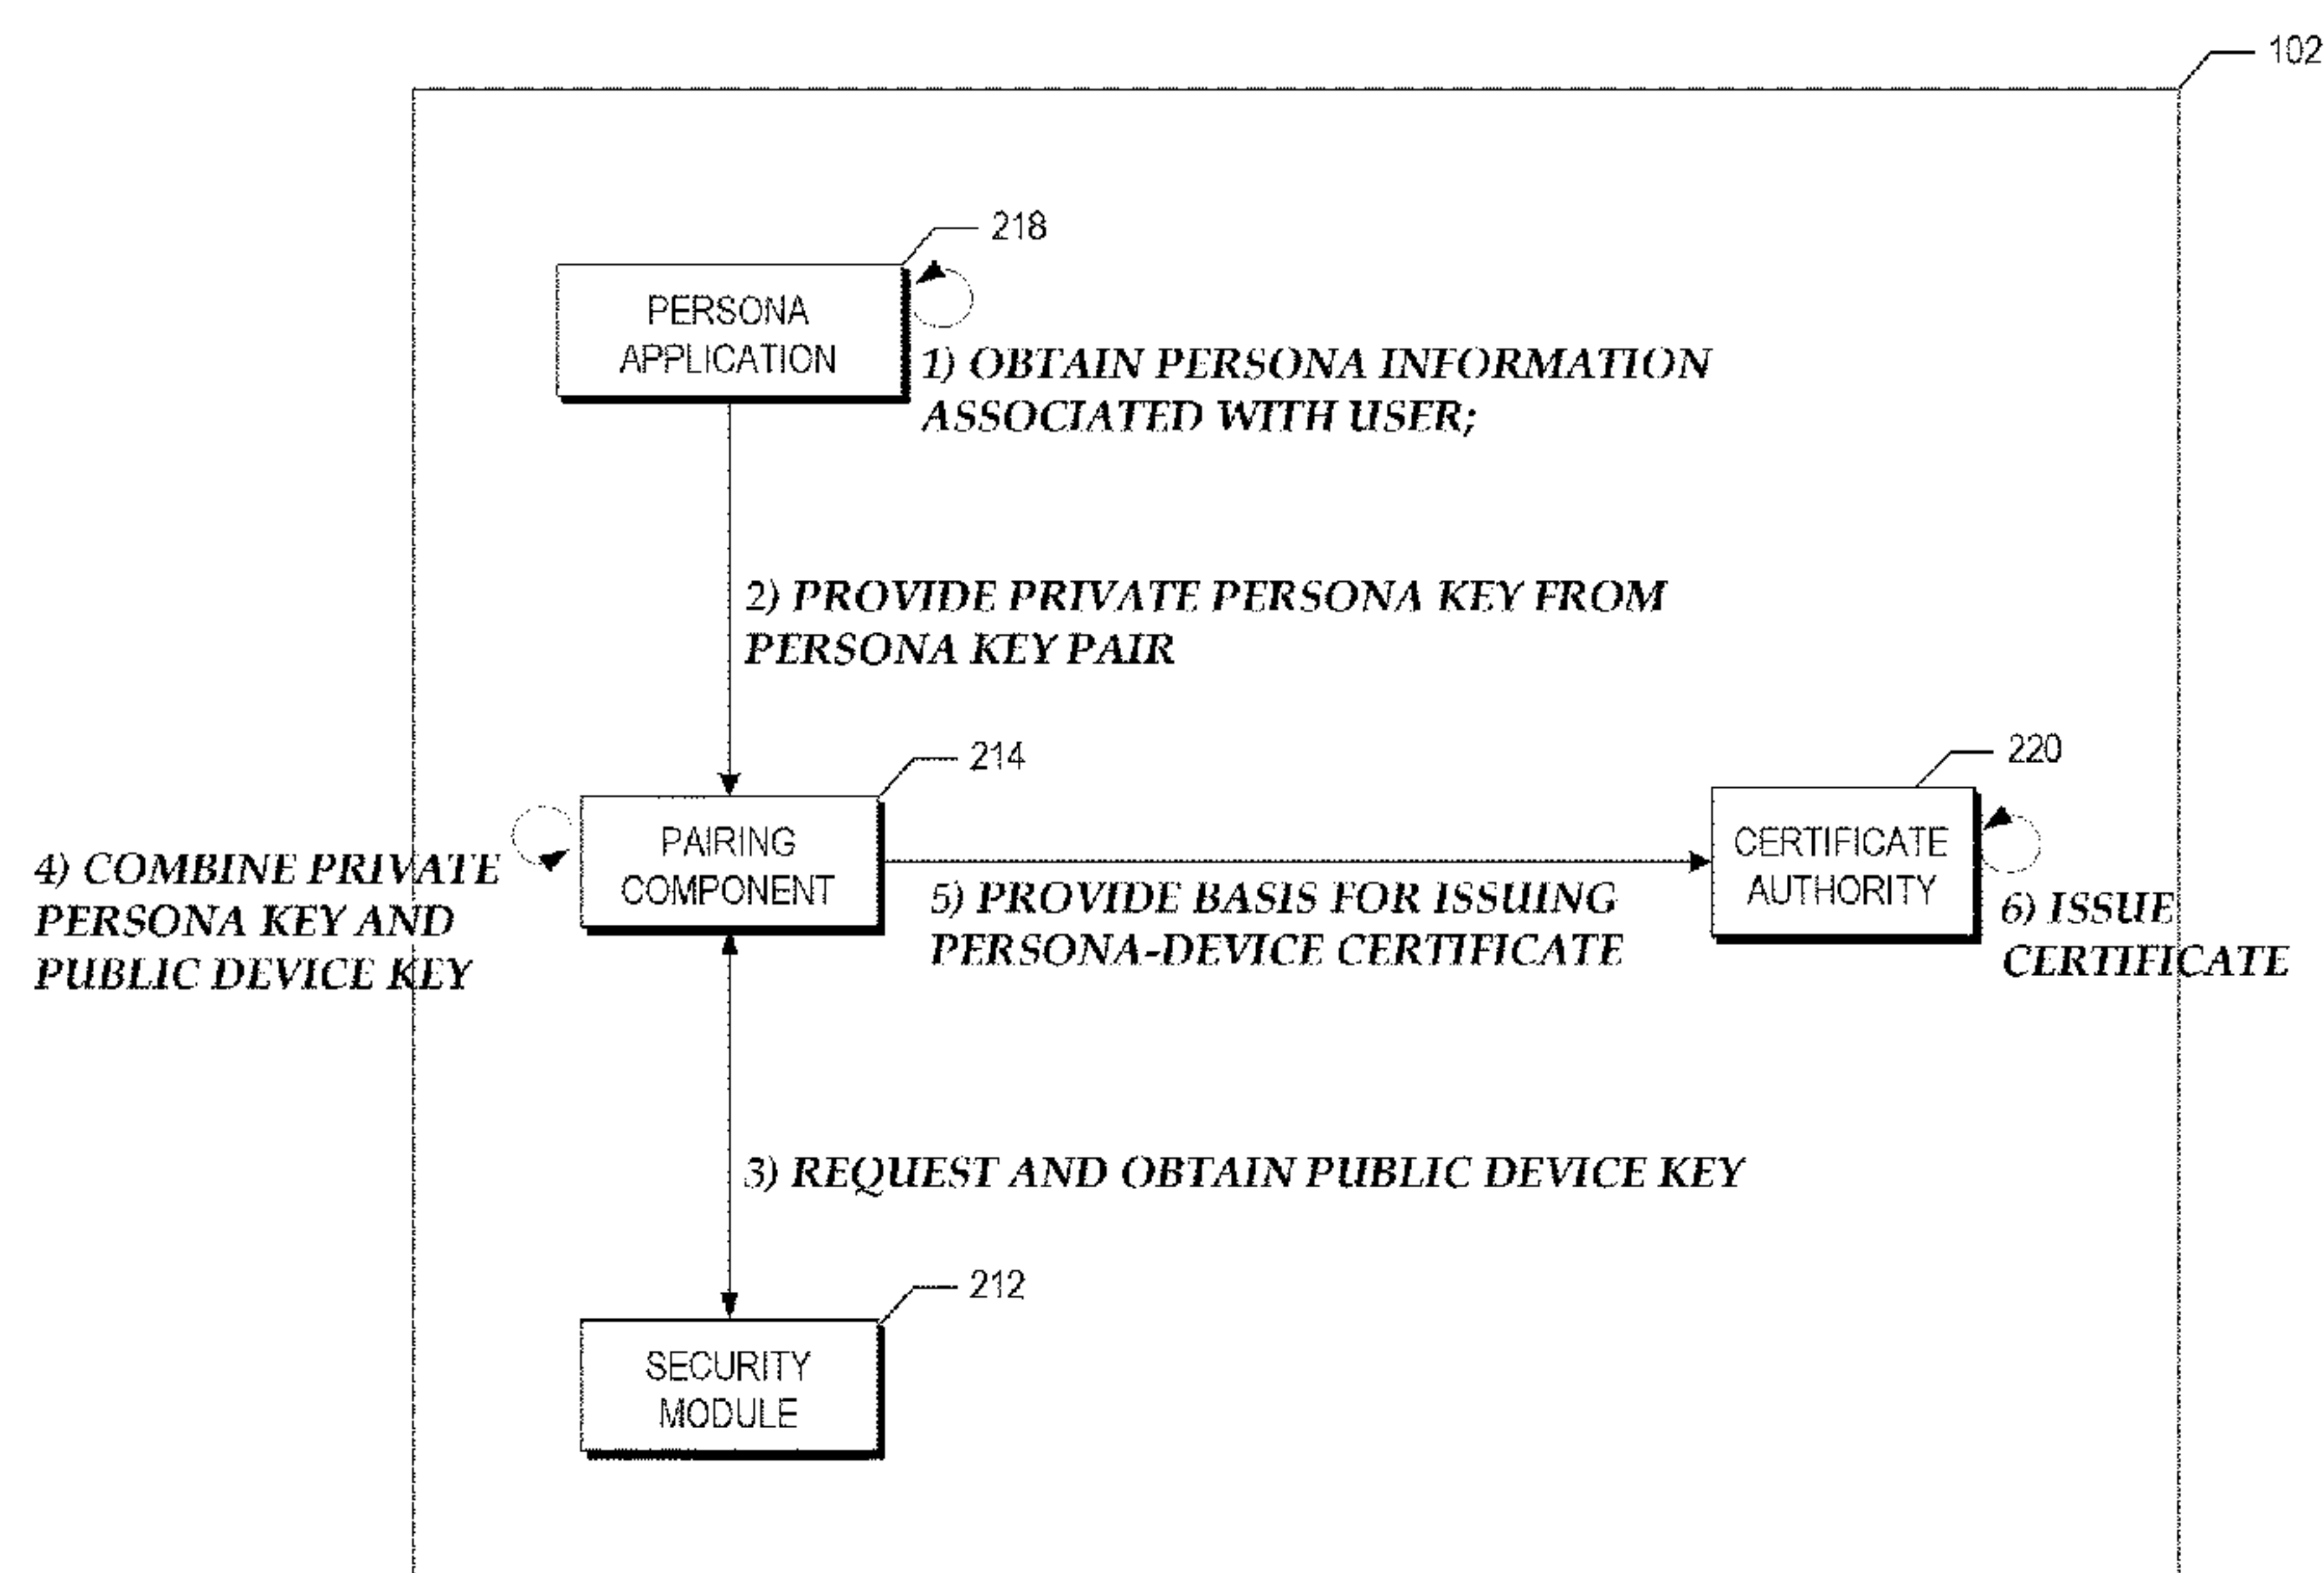 102
218
PERSONA
APPLICATION
1) OBTAIN PERSONA INFORMATION
ASSOCIATED WITH USER;
2) PROVIDE PRIVATE PERSONA KEY FROM
PERSONA KEY PAIR
214
220
PAIRING
COMPONENT
CERTIFICATE
AUTHORITY
4) COMBINE PRIVATE
PERSONA KEY AND
PUBLIC DEVICE KEY
5) PROVIDE BASIS FOR ISSUING
PERSONA-DEVICE CERTIFICATE
6) ISSUE
CERTIFICATE
3) REQUEST AND OBTAIN PUBLIC DEVICE KEY
212
SECURITY
MODULE